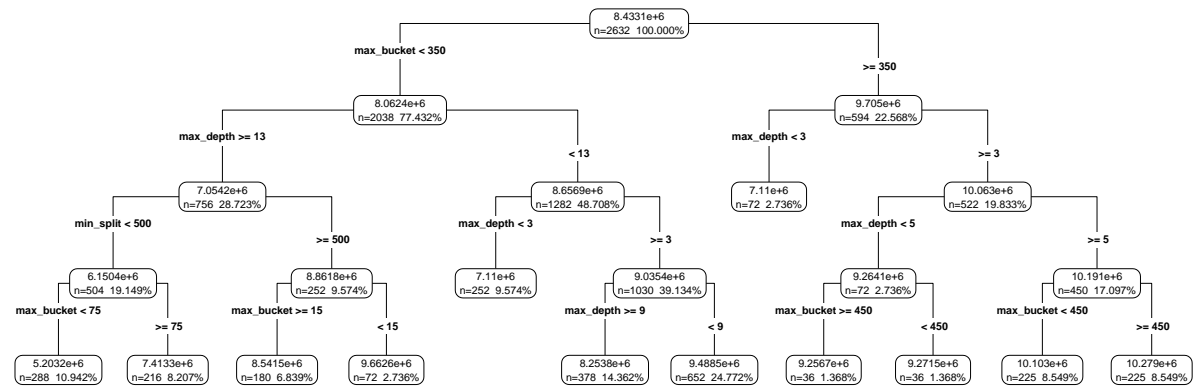 8.4331e+6
n=2632 100.000%
max_bucket < 350
>= 350
8.0624e+6
n=2038 77.432%
9.705e+6
n=594 22.568%
max_depth >= 13
< 13
max_depth < 3
>= 3
7.0542e+6
n=756 28.723%
8.6569e+6
n=1282 48.708%
7.11e+6
n=72 2.736%
10.063e+6
n=522 19.833%
min_split < 500
>= 500
max_depth < 3
>= 3
max_depth < 5
>= 5
6.1504e+6
n=504 19.149%
8.8618e+6
n=252 9.574%
7.11e+6
n=252 9.574%
9.0354e+6
n=1030 39.134%
9.2641e+6
n=72 2.736%
10.191e+6
n=450 17.097%
max_bucket < 75
>= 75
max_bucket >= 15
< 15
max_depth >= 9
< 9
max_bucket >= 450
< 450
max_bucket < 450
>= 450
5.2032e+6
n=288 10.942%
7.4133e+6
n=216 8.207%
8.5415e+6
n=180 6.839%
9.6626e+6
n=72 2.736%
8.2538e+6
n=378 14.362%
9.4885e+6
n=652 24.772%
9.2567e+6
n=36 1.368%
9.2715e+6
n=36 1.368%
10.103e+6
n=225 8.549%
10.279e+6
n=225 8.549%